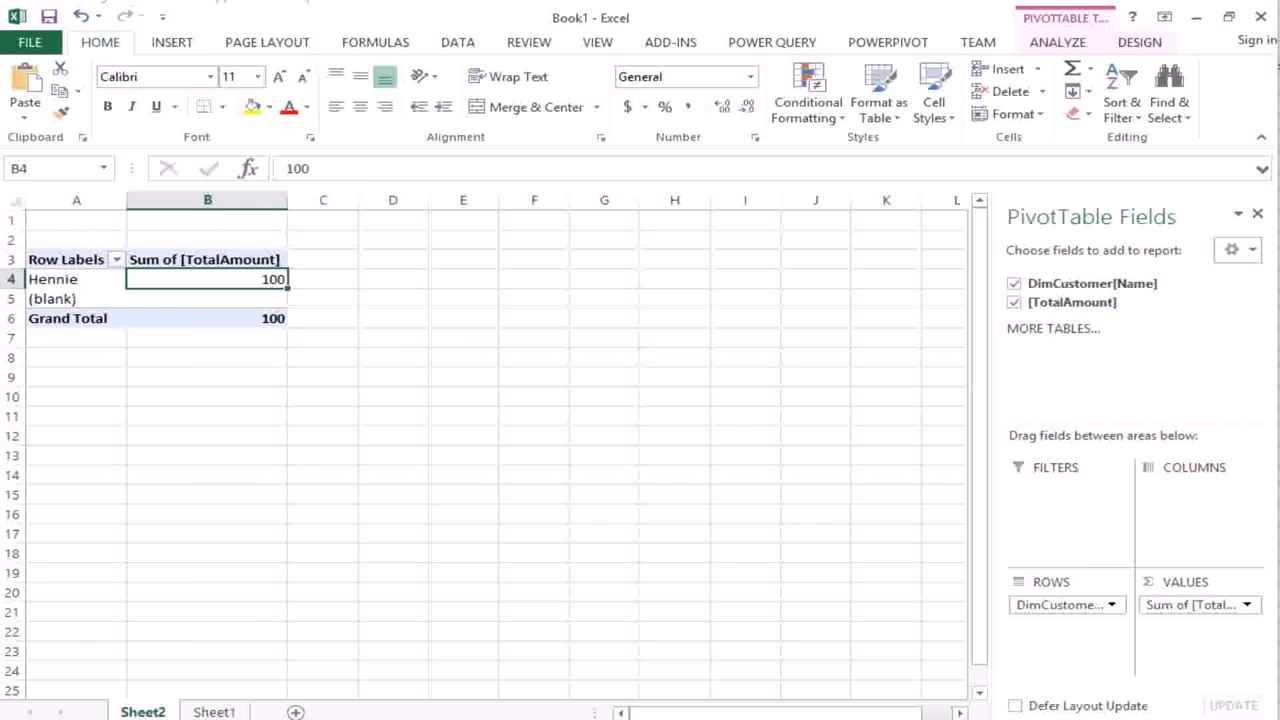 Book1 - Excel
PIVOTTABLE T...
?
FILE HOME INSERT PAGE LAYOUT FORMULAS DATA REVIEW VIEW ADD-INS POWER QUERY POWERPIVOT TEAM ANALYZE DESIGN Sign in
Paste
Calibri 11
B I U
Wrap Text
Merge & Center
General
$ % ,
Conditional Formatting
Format as Table
Cell Styles
Insert
Delete
Format
Sort & Filter
Find & Select
Clipboard Font Alignment Number Styles Cells Editing
B4 fx 100
A B C D E F G H I J K L
1
2
3 Row Labels Sum of [TotalAmount]
4 Hennie 100
5 (blank)
6 Grand Total 100
7
8
9
10
11
12
13
14
15
16
17
18
19
20
21
22
23
24
25
Sheet2 Sheet1
PivotTable Fields
Choose fields to add to report:
DimCustomer[Name]
[TotalAmount]
MORE TABLES...
Drag fields between areas below:
FILTERS COLUMNS
ROWS VALUES
DimCustome... Sum of [Total...
Defer Layout Update UPDATE